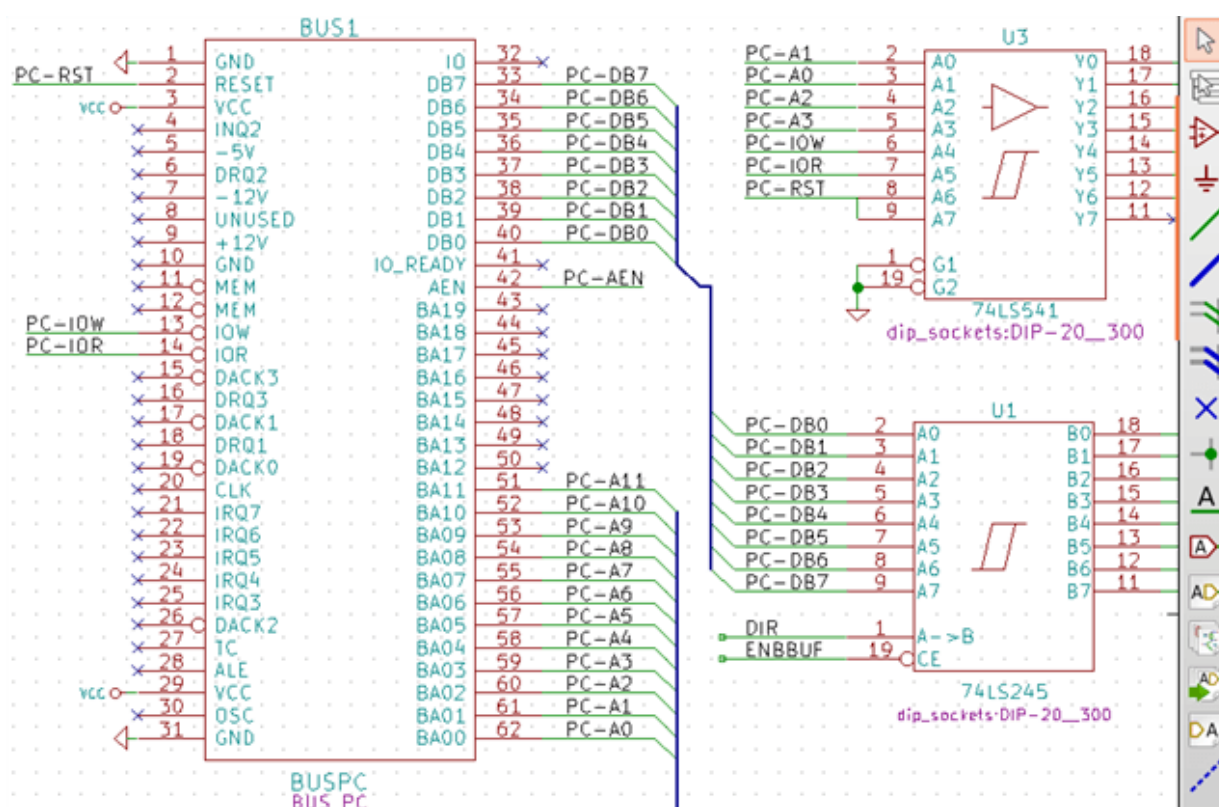 BUS1
1 GND IO 32
PC-RST 2 RESET DB7 33 PC-DB7
VCC 3 VCC DB6 34 PC-DB6
4 INQ2 DB5 35 PC-DB5
5 -5V DB4 36 PC-DB4
6 DRQ2 DB3 37 PC-DB3
7 -12V DB2 38 PC-DB2
8 UNUSED DB1 39 PC-DB1
9 +12V DB0 40 PC-DB0
10 GND IO_READY 41
11 MEM AEN 42 PC-AEN
12 MEM BA19 43
PC-IOW 13 IOW BA18 44
PC-IOR 14 IOR BA17 45
15 DACK3 BA16 46
16 DRQ3 BA15 47
17 DACK1 BA14 48
18 DRQ1 BA13 49
19 DACK0 BA12 50
20 CLK BA11 51 PC-A11
21 IRQ7 BA10 52 PC-A10
22 IRQ6 BA09 53 PC-A9
23 IRQ5 BA08 54 PC-A8
24 IRQ4 BA07 55 PC-A7
25 IRQ3 BA06 56 PC-A6
26 DACK2 BA05 57 PC-A5
27 TC BA04 58 PC-A4
28 ALE BA03 59 PC-A3
VCC 29 VCC BA02 60 PC-A2
30 OSC BA01 61 PC-A1
31 GND BA00 62 PC-A0
BUSPC
BUS_PC
U3
PC-A1 2 A0 Y0 18
PC-A0 3 A1 Y1 17
PC-A2 4 A2 Y2 16
PC-A3 5 A3 Y3 15
PC-IOW 6 A4 Y4 14
PC-IOR 7 A5 Y5 13
PC-RST 8 A6 Y6 12
9 A7 Y7 11
1 G1
19 G2
74LS541
dip_sockets:DIP-20__300
U1
PC-DB0 2 A0 B0 18
PC-DB1 3 A1 B1 17
PC-DB2 4 A2 B2 16
PC-DB3 5 A3 B3 15
PC-DB4 6 A4 B4 14
PC-DB5 7 A5 B5 13
PC-DB6 8 A6 B6 12
PC-DB7 9 A7 B7 11
DIR 1 A->B
ENBBUF 19 CE
74LS245
dip_sockets:DIP-20__300
A
A
AD
AD
DA